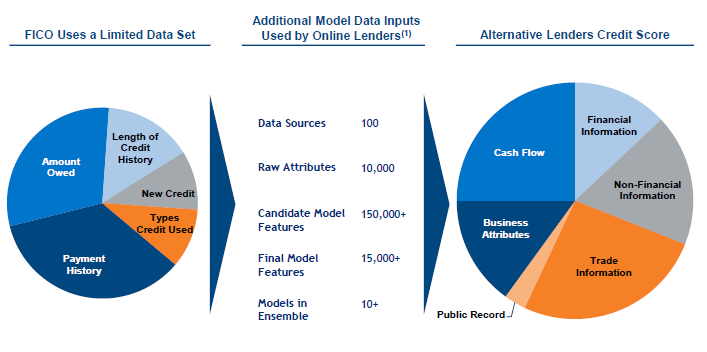 FICO Uses a Limited Data Set
Additional Model Data Inputs
Used by Online Lenders(1)
Alternative Lenders Credit Score
Length of
Credit
History
Amount
Owed
New Credit
Types
Credit Used
Payment
History
Data Sources 100
Raw Attributes 10,000
Candidate Model 150,000+
Features
Final Model 15,000+
Features
Models in 10+
Ensemble
Financial
Information
Cash Flow
Non-Financial
Information
Business
Attributes
Trade
Information
Public Record